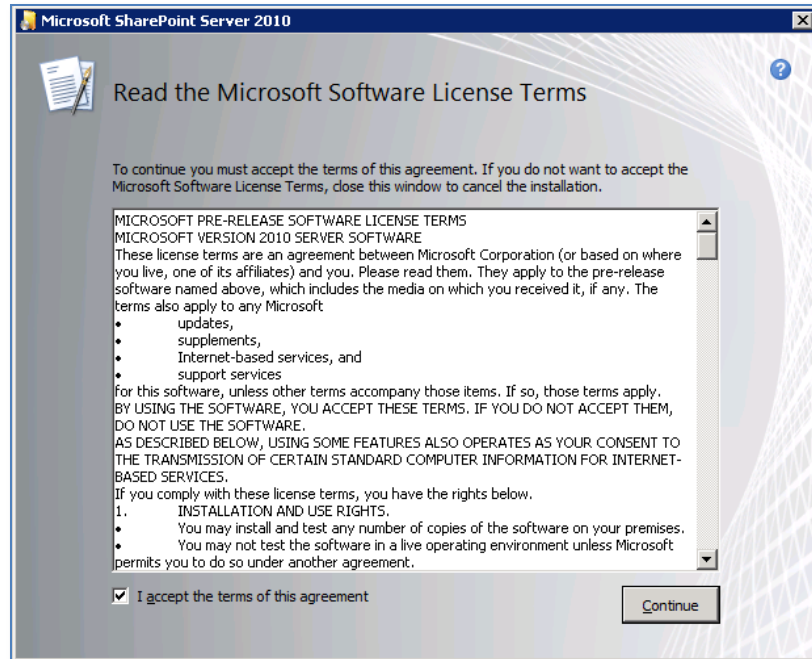 Microsoft SharePoint Server 2010
Read the Microsoft Software License Terms
To continue you must accept the terms of this agreement. If you do not want to accept the
Microsoft Software License Terms, close this window to cancel the installation.
MICROSOFT PRE-RELEASE SOFTWARE LICENSE TERMS
MICROSOFT VERSION 2010 SERVER SOFTWARE
These license terms are an agreement between Microsoft Corporation (or based on where
you live, one of its affiliates) and you. Please read them. They apply to the pre-release
software named above, which includes the media on which you received it, if any. The
terms also apply to any Microsoft
• updates,
• supplements,
• Internet-based services, and
• support services
for this software, unless other terms accompany those items. If so, those terms apply.
BY USING THE SOFTWARE, YOU ACCEPT THESE TERMS. IF YOU DO NOT ACCEPT THEM,
DO NOT USE THE SOFTWARE.
AS DESCRIBED BELOW, USING SOME FEATURES ALSO OPERATES AS YOUR CONSENT TO
THE TRANSMISSION OF CERTAIN STANDARD COMPUTER INFORMATION FOR INTERNET-
BASED SERVICES.
If you comply with these license terms, you have the rights below.
1. INSTALLATION AND USE RIGHTS.
• You may install and test any number of copies of the software on your premises.
• You may not test the software in a live operating environment unless Microsoft
permits you to do so under another agreement.
I accept the terms of this agreement
Continue